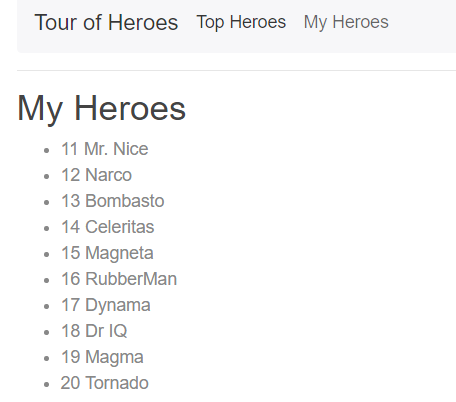 Tour of Heroes Top Heroes My Heroes
My Heroes
11 Mr. Nice
12 Narco
13 Bombasto
14 Celeritas
15 Magneta
16 RubberMan
17 Dynama
18 Dr IQ
19 Magma
20 Tornado